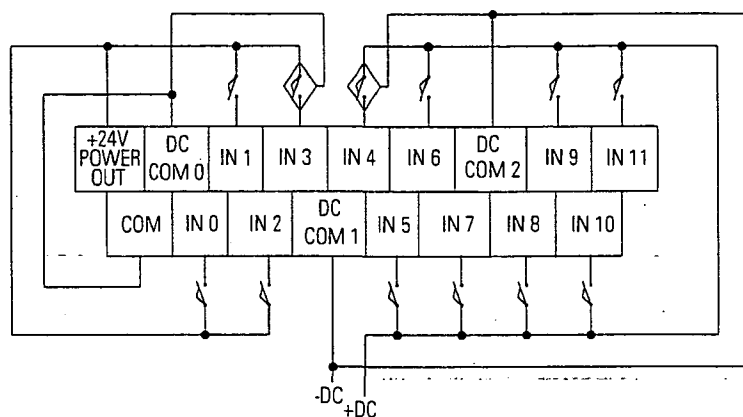 +24V
POWER
OUT
DC
COM 0
IN 1
IN 3
IN 4
IN 6
DC
COM 2
IN 9
IN 11
COM
IN 0
IN 2
DC
COM 1
IN 5
IN 7
IN 8
IN 10
-DC
+DC